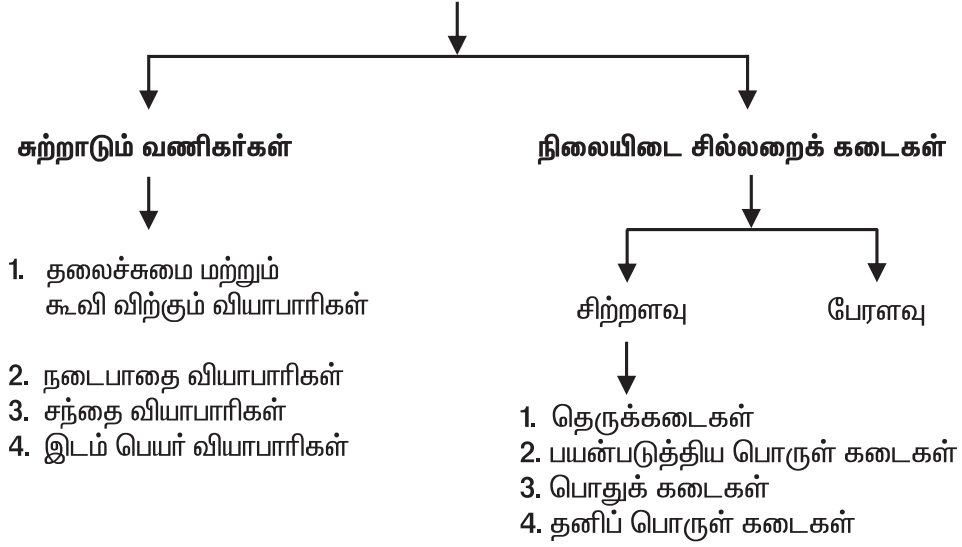 சுற்றாடும் வணிகர்கள்
1. தலைச்சுமை மற்றும்
கூவி விற்கும் வியாபாரிகள்
2. நடைபாதை வியாபாரிகள்
3. சந்தை வியாபாரிகள்
4. இடம் பெயர் வியாபாரிகள்
நிலையிடை சில்லறைக் கடைகள்
சிற்றளவு
பேரளவு
1. தெருக்கடைகள்
2. பயன்படுத்திய பொருள் கடைகள்
3. பொதுக் கடைகள்
4. தனிப் பொருள் கடைகள்